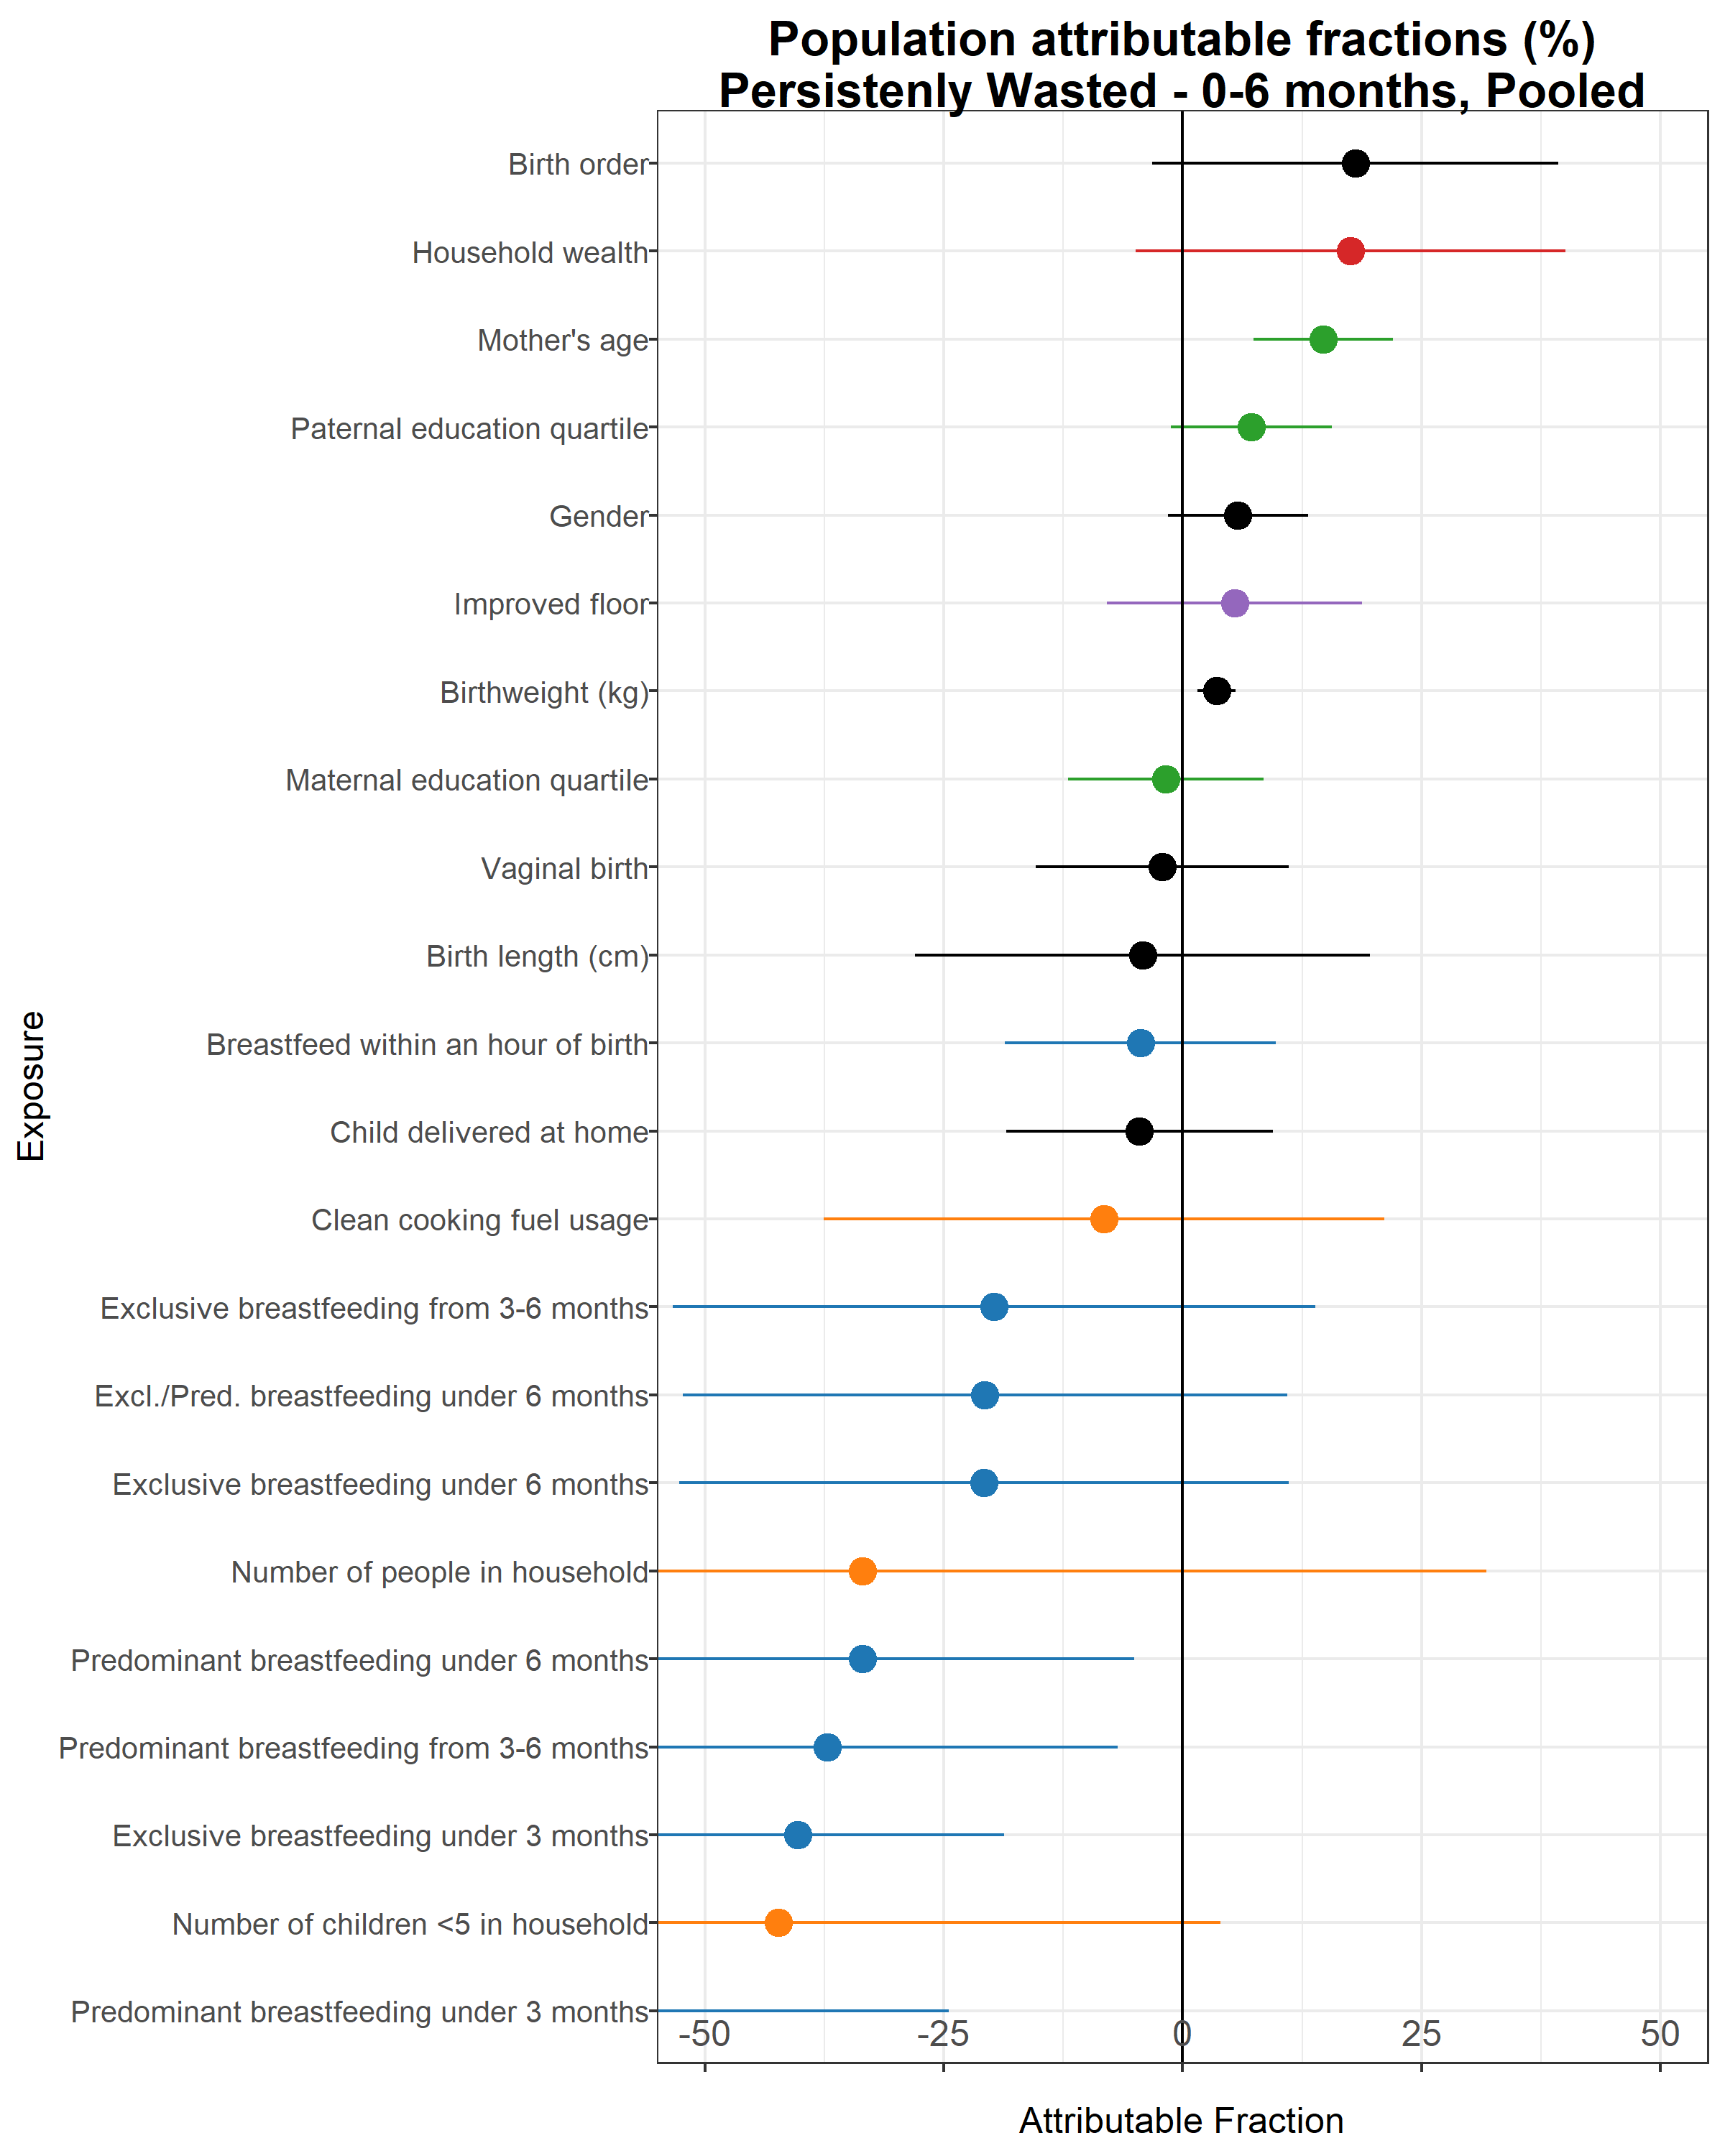 Population attributable fractions (%)
Persistenly Wasted - 0-6 months, Pooled
Birth order
Household wealth
Mother's age
Paternal education quartile
Gender
Improved floor
Birthweight (kg)
Maternal education quartile
Vaginal birth
Birth length (cm)
Breastfeed within an hour of birth
Child delivered at home
Clean cooking fuel usage
Exclusive breastfeeding from 3-6 months
Excl./Pred. breastfeeding under 6 months
Exclusive breastfeeding under 6 months
Number of people in household
Predominant breastfeeding under 6 months
Predominant breastfeeding from 3-6 months
Exclusive breastfeeding under 3 months
Number of children <5 in household
Predominant breastfeeding under 3 months
Exposure
-50 -25 0 25 50
Attributable Fraction